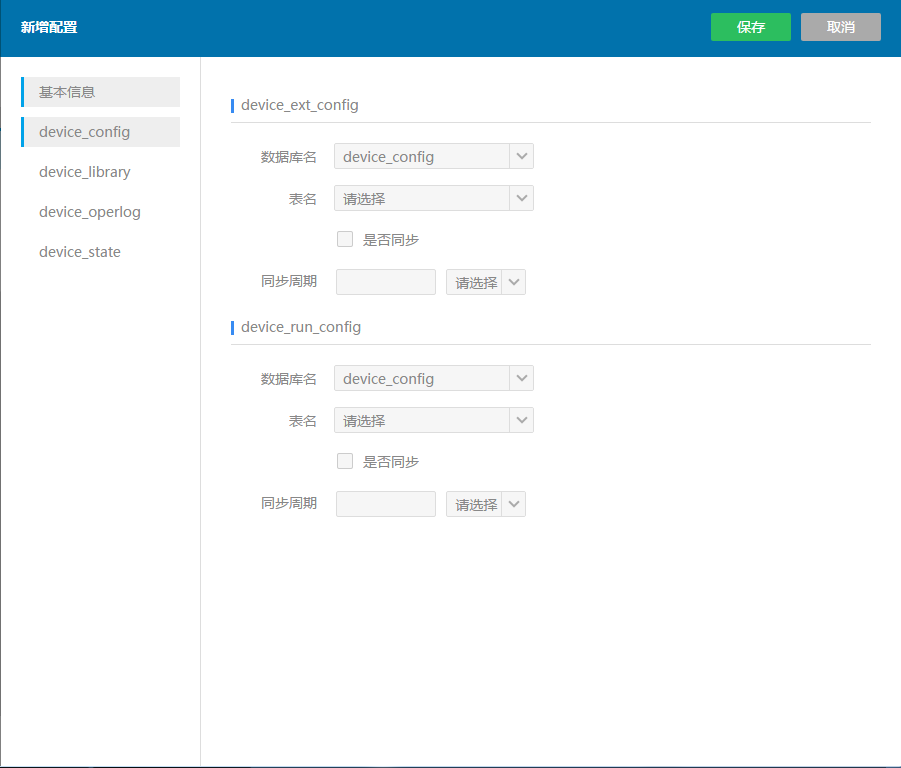 新增配置
保存
取消
基本信息
device_config
device_library
device_operlog
device_state
device_ext_config
数据库名 device_config
表名 请选择
是否同步
同步周期 请选择
device_run_config
数据库名 device_config
表名 请选择
是否同步
同步周期 请选择